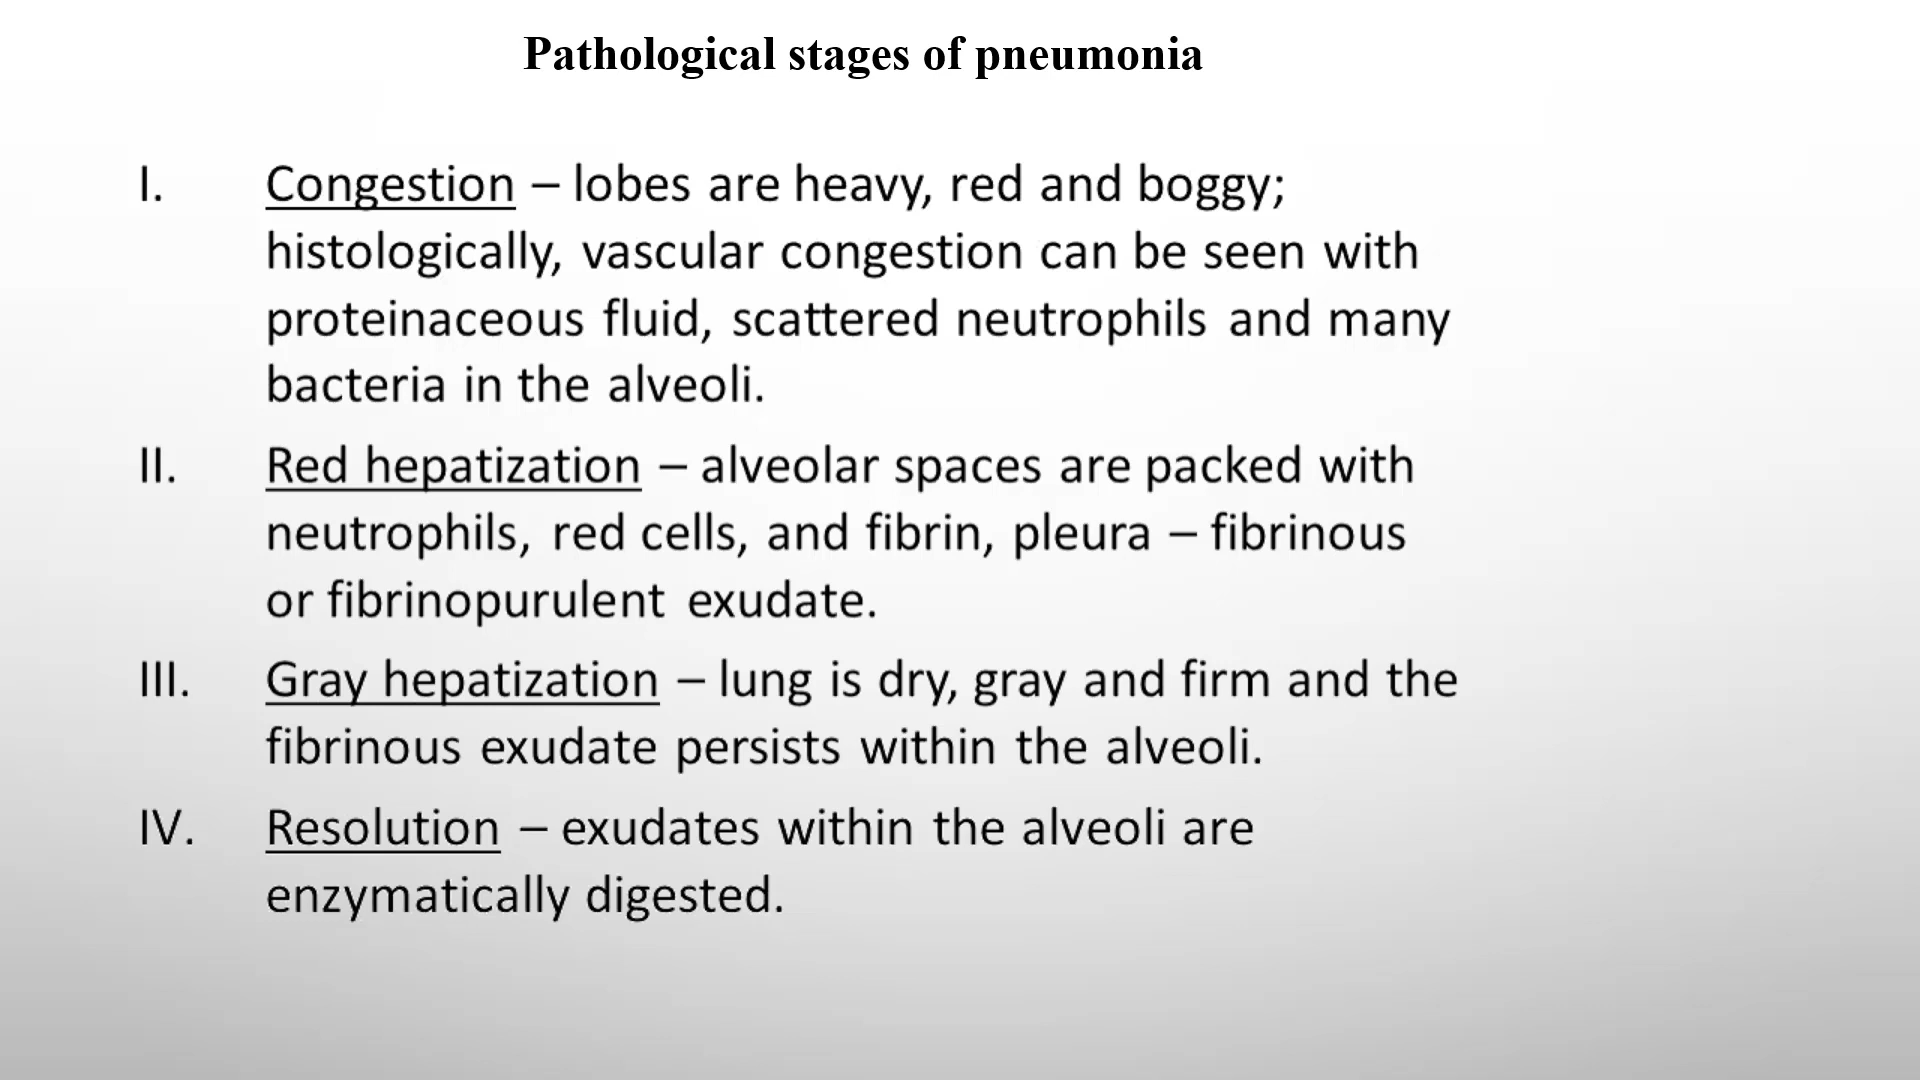 Pathological stages of pneumonia
I. Congestion – lobes are heavy, red and boggy;
histologically, vascular congestion can be seen with
proteinaceous fluid, scattered neutrophils and many
bacteria in the alveoli.
II. Red hepatization – alveolar spaces are packed with
neutrophils, red cells, and fibrin, pleura – fibrinous
or fibrinopurulent exudate.
III. Gray hepatization – lung is dry, gray and firm and the
fibrinous exudate persists within the alveoli.
IV. Resolution – exudates within the alveoli are
enzymatically digested.